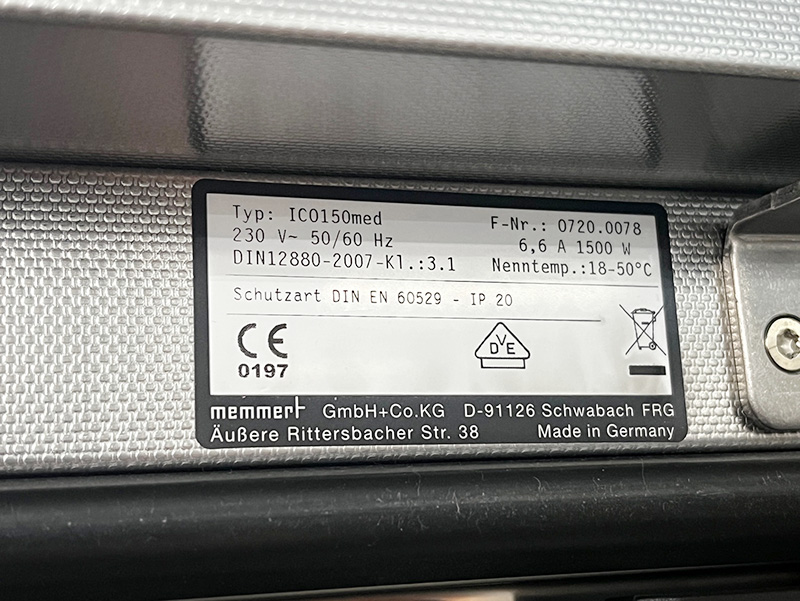 Typ: ICO150med
F-Nr.: 0720.0078
230 V~ 50/60 Hz
6,6 A 1500 W
DIN12880-2007-Kl.:3.1
Nenntemp.:18-50°C
Schutzart DIN EN 60529 - IP 20
CE
0197
DVE
memmert GmbH+Co.KG D-91126 Schwabach FRG
Äußere Rittersbacher Str. 38 Made in Germany